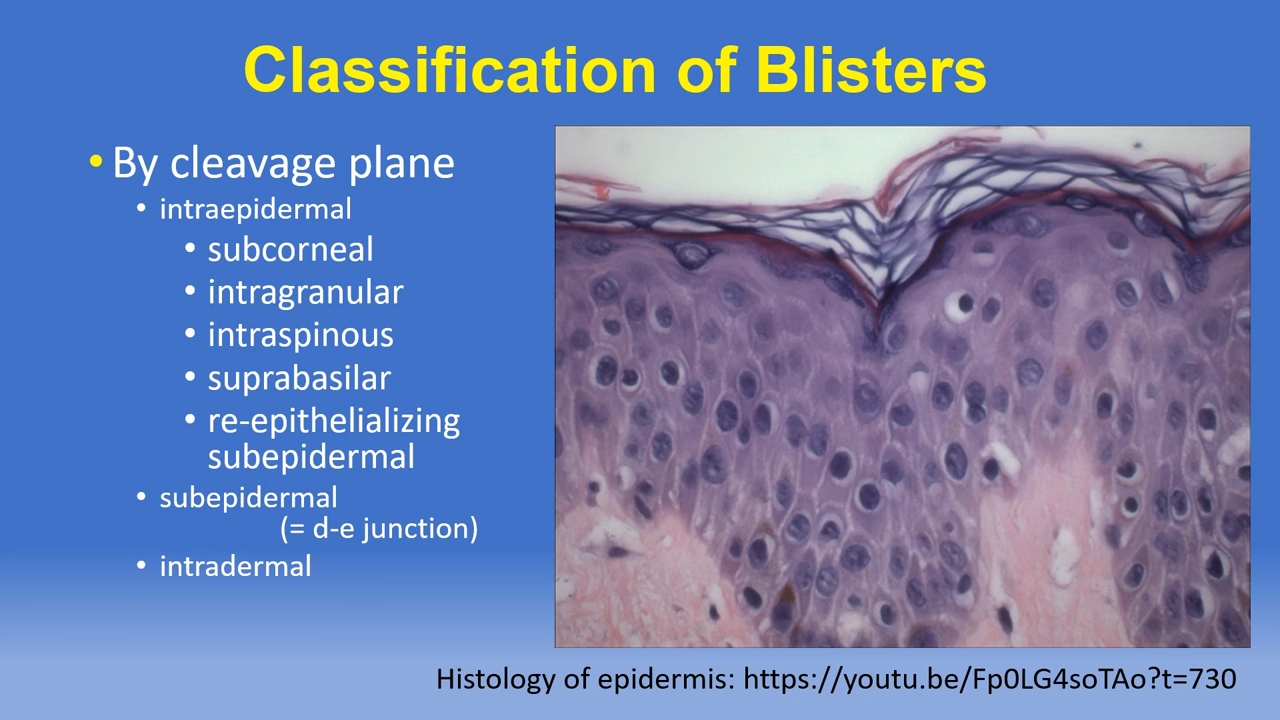 Classification of Blisters
• By cleavage plane
• intraepidermal
• subcorneal
• intragranular
• intraspinous
• suprabasilar
• re-epithelializing
subepidermal
• subepidermal
(= d-e junction)
• intradermal
Histology of epidermis: https://youtu.be/Fp0LG4soTAo?t=730